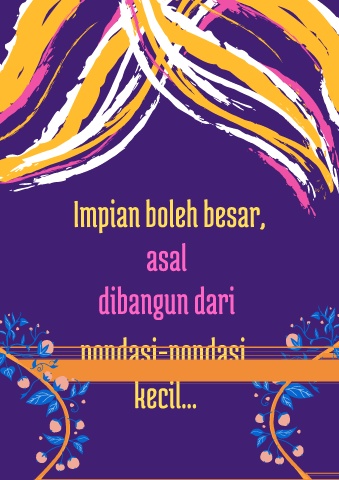 Impian boleh besar,
asal
dibangun dari
pondasi-pondasi
kecil...